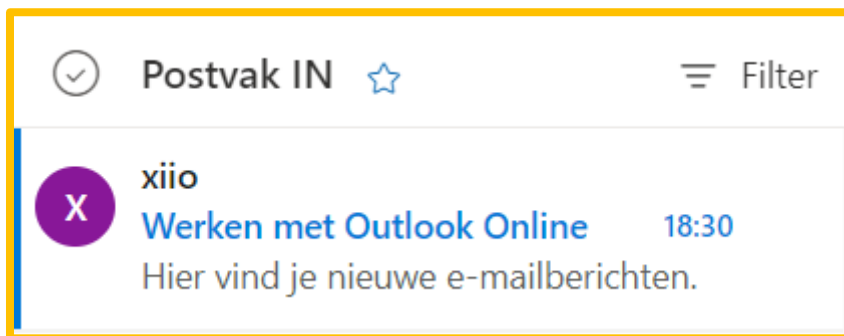 Postvak IN Filter
X
xiio
Werken met Outlook Online 18:30
Hier vind je nieuwe e-mailberichten.